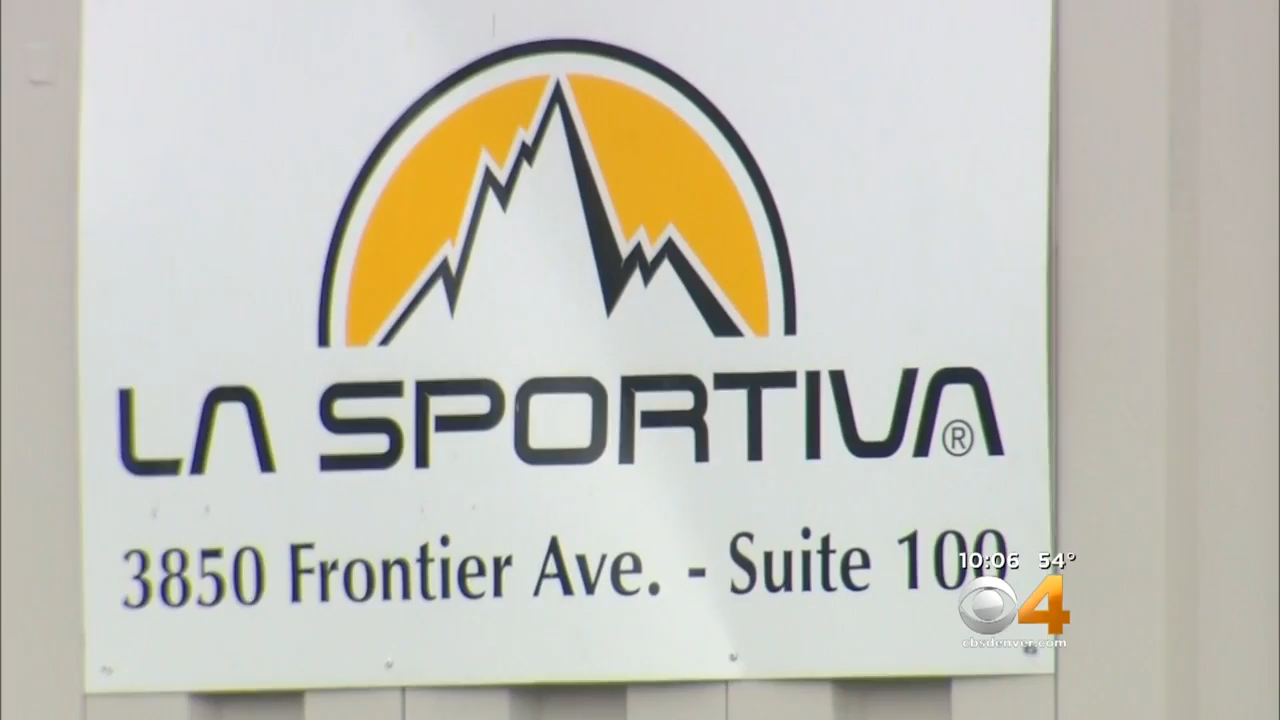 LA SPORTIVA®
3850 Frontier Ave. - Suite 100
10:06 54°
4
cbsdenver.com